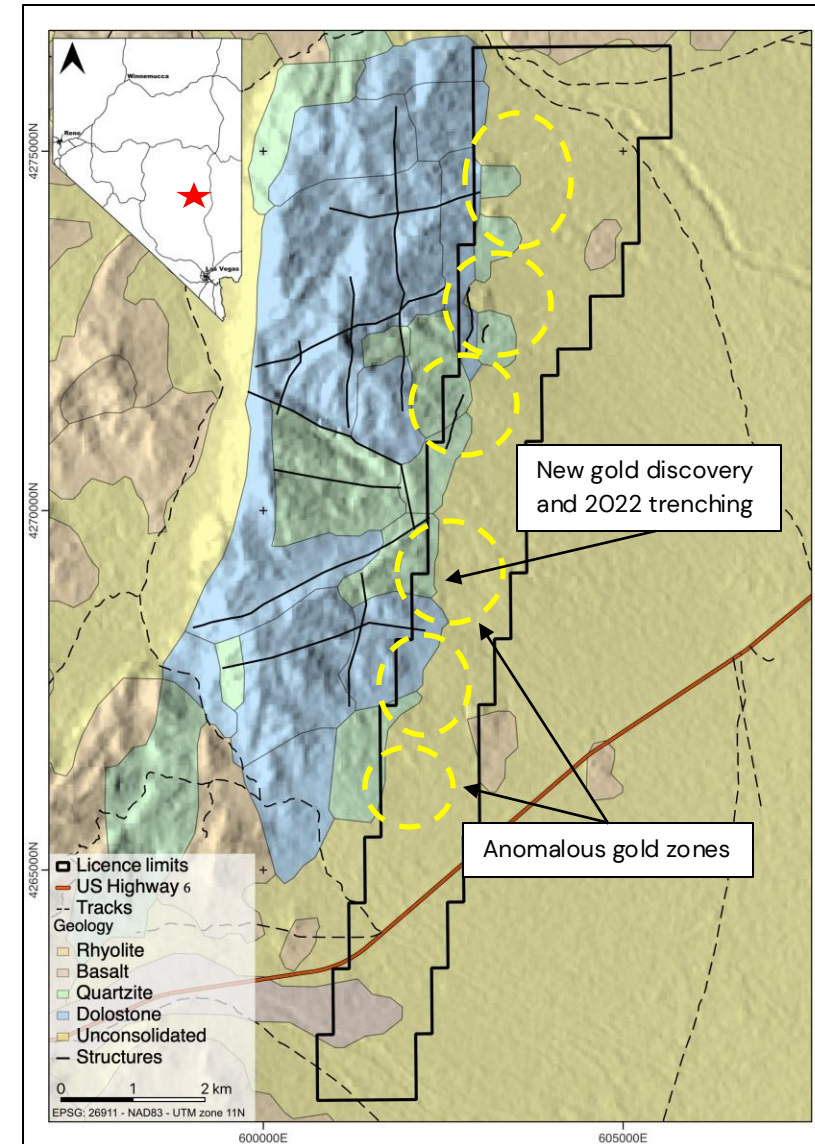 Winnemucca
Reno
Las Vegas
4275000N
4270000N
4265000N
New gold discovery
and 2022 trenching
Anomalous gold zones
Licence limits
US Highway 6
Tracks
Geology
Rhyolite
Basalt
Quartzite
Dolostone
Unconsolidated
Structures
0 1 2 km
EPSG: 26911 - NAD83 - UTM zone 11N
600000E 605000E